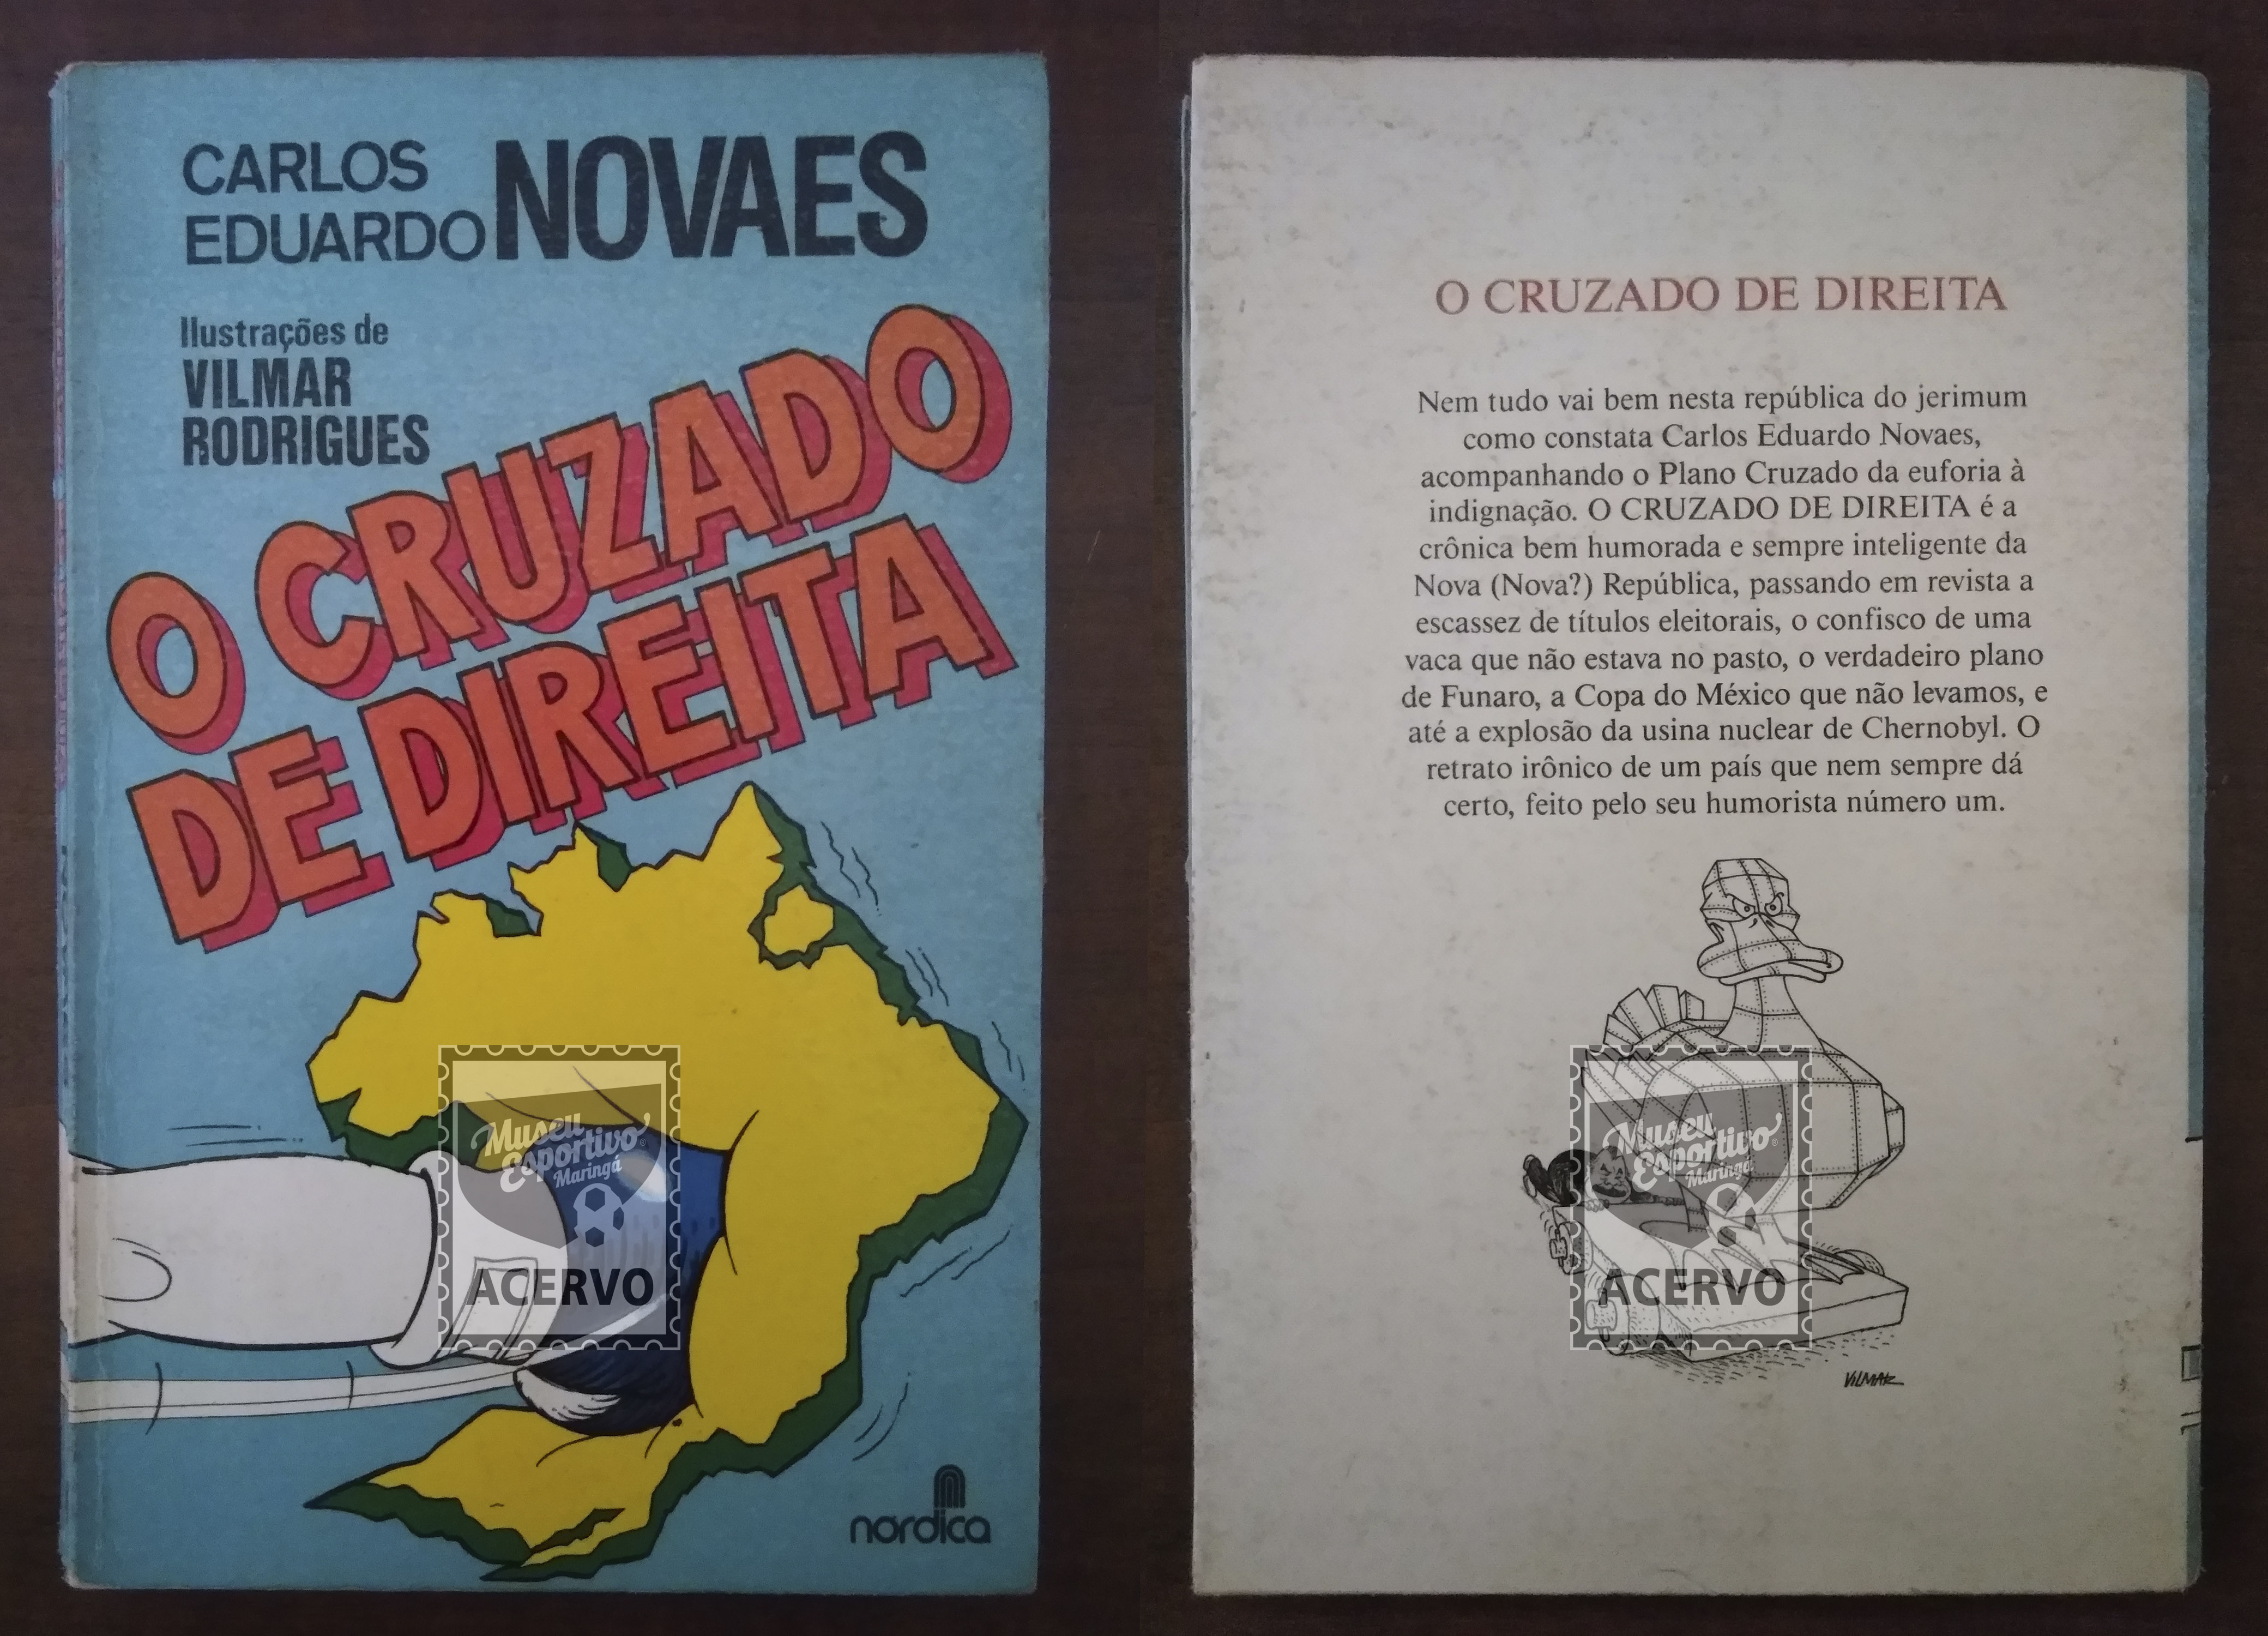 CARLOS
EDUARDO NOVAES
Ilustrações de
VILMAR
RODRIGUES
O CRUZADO
DE DIREITA
Museu
Esportivo
Maringá
ACERVO
nórdica
O CRUZADO DE DIREITA
Nem tudo vai bem nesta república do jerimum
como constata Carlos Eduardo Novaes,
acompanhando o Plano Cruzado da euforia à
indignação. O CRUZADO DE DIREITA é a
crônica bem humorada e sempre inteligente da
Nova (Nova?) República, passando em revista a
escassez de títulos eleitorais, o confisco de uma
vaca que não estava no pasto, o verdadeiro plano
de Funaro, a Copa do México que não levamos, e
até a explosão da usina nuclear de Chernobyl. O
retrato irônico de um país que nem sempre dá
certo, feito pelo seu humorista número um.
Museu
Esportivo
Maringá
ACERVO
VILMAR